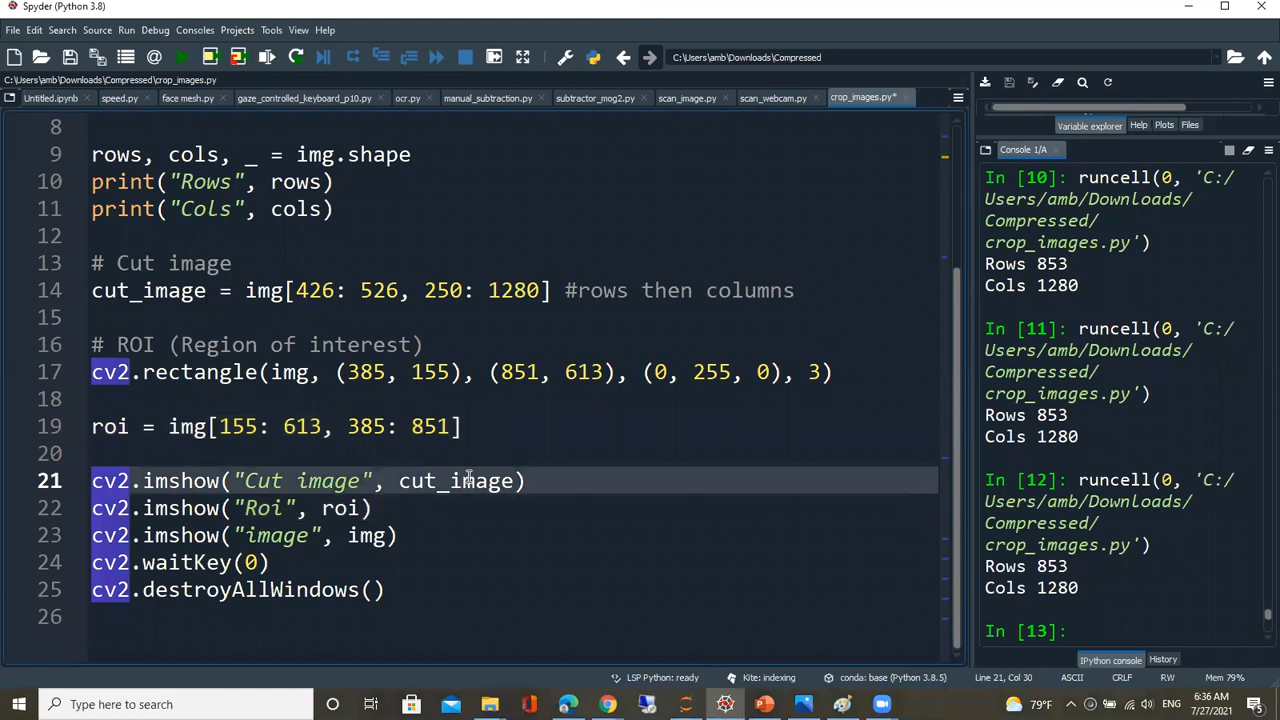 Spyder (Python 3.8)
File Edit Search Source Run Debug Consoles Projects Tools View Help
C:\Users\amb\Downloads\Compressed
C:\Users\amb\Downloads\Compressed\crop_images.py
Untitled.ipynb speed.py face mesh.py gaze_controlled_keyboard_p10.py ocr.py manual_subtraction.py subtractor_mog2.py scan_image.py scan_webcam.py crop_images.py*
8
9 rows, cols, _ = img.shape
10 print("Rows", rows)
11 print("Cols", cols)
12
13 # Cut image
14 cut_image = img[426: 526, 250: 1280] #rows then columns
15
16 # ROI (Region of interest)
17 cv2.rectangle(img, (385, 155), (851, 613), (0, 255, 0), 3)
18
19 roi = img[155: 613, 385: 851]
20
21 cv2.imshow("Cut image", cut_image)
22 cv2.imshow("Roi", roi)
23 cv2.imshow("image", img)
24 cv2.waitKey(0)
25 cv2.destroyAllWindows()
26
Variable explorer Help Plots Files
Console 1/A
In [10]: runcell(0, 'C:/
Users/amb/Downloads/
Compressed/
crop_images.py')
Rows 853
Cols 1280
In [11]: runcell(0, 'C:/
Users/amb/Downloads/
Compressed/
crop_images.py')
Rows 853
Cols 1280
In [12]: runcell(0, 'C:/
Users/amb/Downloads/
Compressed/
crop_images.py')
Rows 853
Cols 1280
In [13]:
IPython console History
LSP Python: ready Kite: indexing conda: base (Python 3.8.5) Line 21, Col 30 ASCII CRLF RW Mem 79%
Type here to search
79°F ENG
6:36 AM
7/27/2021
5